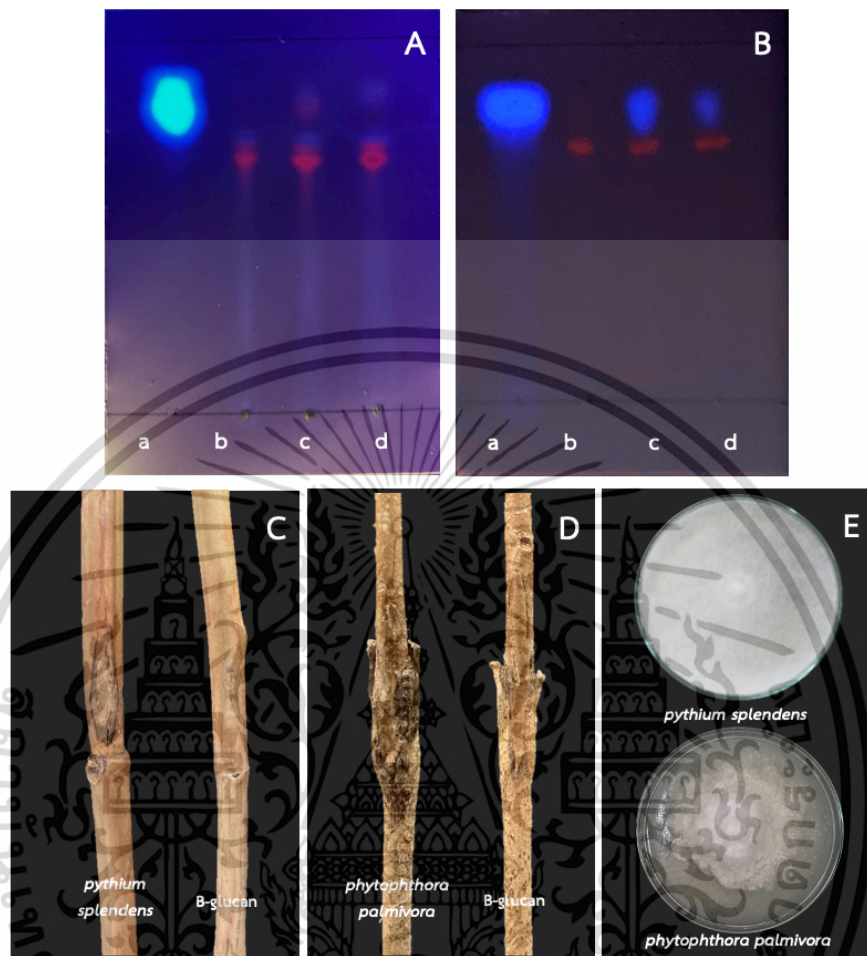 A
B
a b c d
a b c d
C
D
E
pythium
splendens
B-glucan
phytophthora
palmivora
B-glucan
pythium splendens
phytophthora palmivora